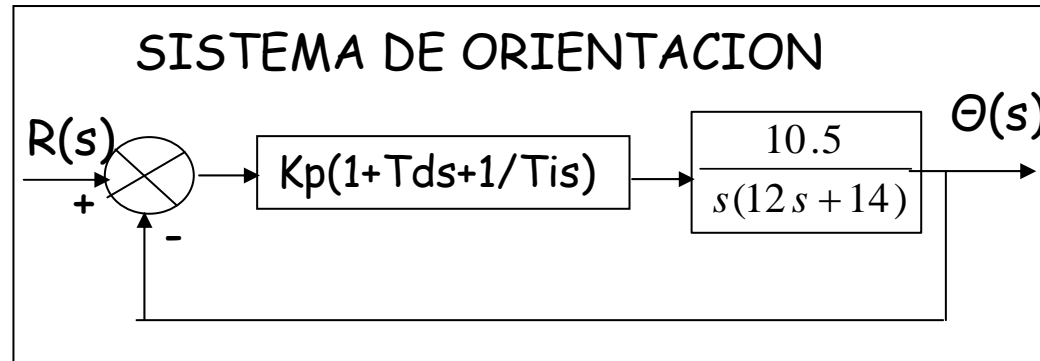 SISTEMA DE ORIENTACION
R(s)
+
-
Kp(1+Tds+1/Tis)
10.5
s(12s+14)
Θ(s)